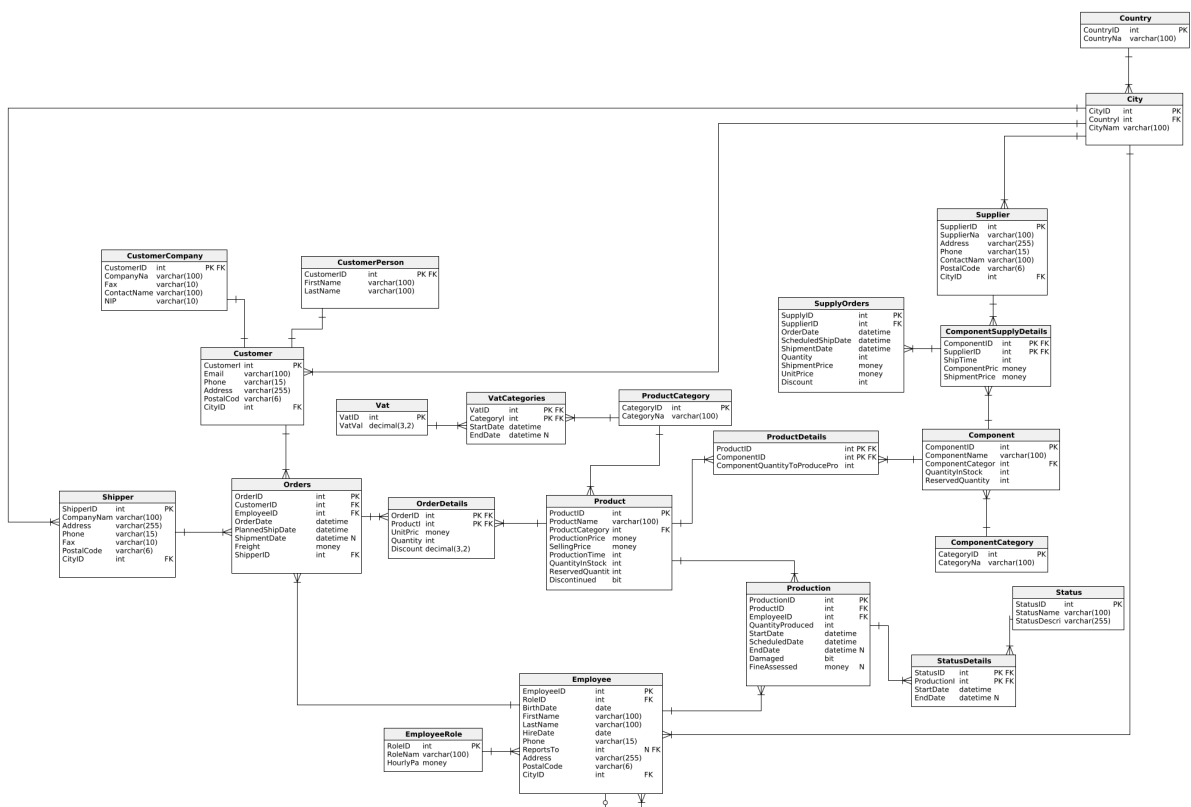 Country
CountryID int PK
CountryNa varchar(100)
City
CityID int PK
CountryI int FK
CityNam varchar(100)
Supplier
SupplierID int PK
SupplierNa varchar(100)
Address varchar(255)
Phone varchar(15)
ContactNam varchar(100)
PostalCode varchar(6)
CityID int FK
CustomerCompany
CustomerID int PK FK
CompanyNa varchar(100)
Fax varchar(10)
ContactName varchar(100)
NIP varchar(10)
CustomerPerson
CustomerID int PK FK
FirstName varchar(100)
LastName varchar(100)
SupplyOrders
SupplyID int PK
SupplierID int FK
OrderDate datetime
ScheduledShipDate datetime
ShipmentDate datetime
Quantity int
ShipmentPric money
UnitPrice money
Discount int
ComponentSupplyDetails
ComponentID int PK FK
SupplierID int PK FK
ShipTime int
ComponentPric money
ShipmentPrice money
Customer
CustomerI int PK
Email varchar(100)
Phone varchar(15)
Address varchar(255)
PostalCod varchar(6)
CityID int FK
Vat
VatID int PK
VatVal decimal(3,2)
VatCategories
VatID int PK FK
CategoryI int PK FK
StartDate datetime
EndDate datetime N
ProductCategory
CategoryID int PK
CategoryNa varchar(100)
ProductDetails
ProductID int PK FK
ComponentID int PK FK
ComponentQuantityToProducePro int
Component
ComponentID int PK
ComponentName varchar(100)
ComponentCategor int FK
QuantityInStock int
ReservedQuantity int
Shipper
ShipperID int PK
CompanyNam varchar(100)
Address varchar(255)
Phone varchar(15)
Fax varchar(10)
PostalCode varchar(6)
CityID int FK
Orders
OrderID int PK
CustomerID int FK
EmployeeID int FK
OrderDate datetime
PlannedShipDate datetime
ShipmentDate datetime N
Freight money
ShipperID int FK
OrderDetails
OrderID int PK FK
ProductI int PK FK
UnitPric money
Quantity int
Discount decimal(3,2)
Product
ProductID int PK
ProductName varchar(100)
ProductCategory int FK
ProductionPrice money
SellingPrice money
ProductionTime int
QuantityInStock int
ReservedQuantit int
Discontinued bit
ComponentCategory
CategoryID int PK
CategoryNa varchar(100)
Production
ProductionID int PK
ProductID int FK
EmployeeID int FK
QuantityProduced int
StartDate datetime
ScheduledDate datetime
EndDate datetime N
Damaged bit
FineAssessed money N
Status
StatusID int PK
StatusName varchar(100)
StatusDescri varchar(255)
StatusDetails
StatusID int PK FK
ProductionI int PK FK
StartDate datetime
EndDate datetime N
Employee
EmployeeID int PK
RoleID int FK
BirthDate date
FirstName varchar(100)
LastName varchar(100)
HireDate date
Phone varchar(15)
ReportsTo int N FK
Address varchar(255)
PostalCode varchar(6)
CityID int FK
EmployeeRole
RoleID int PK
RoleNam varchar(100)
HourlyPa money